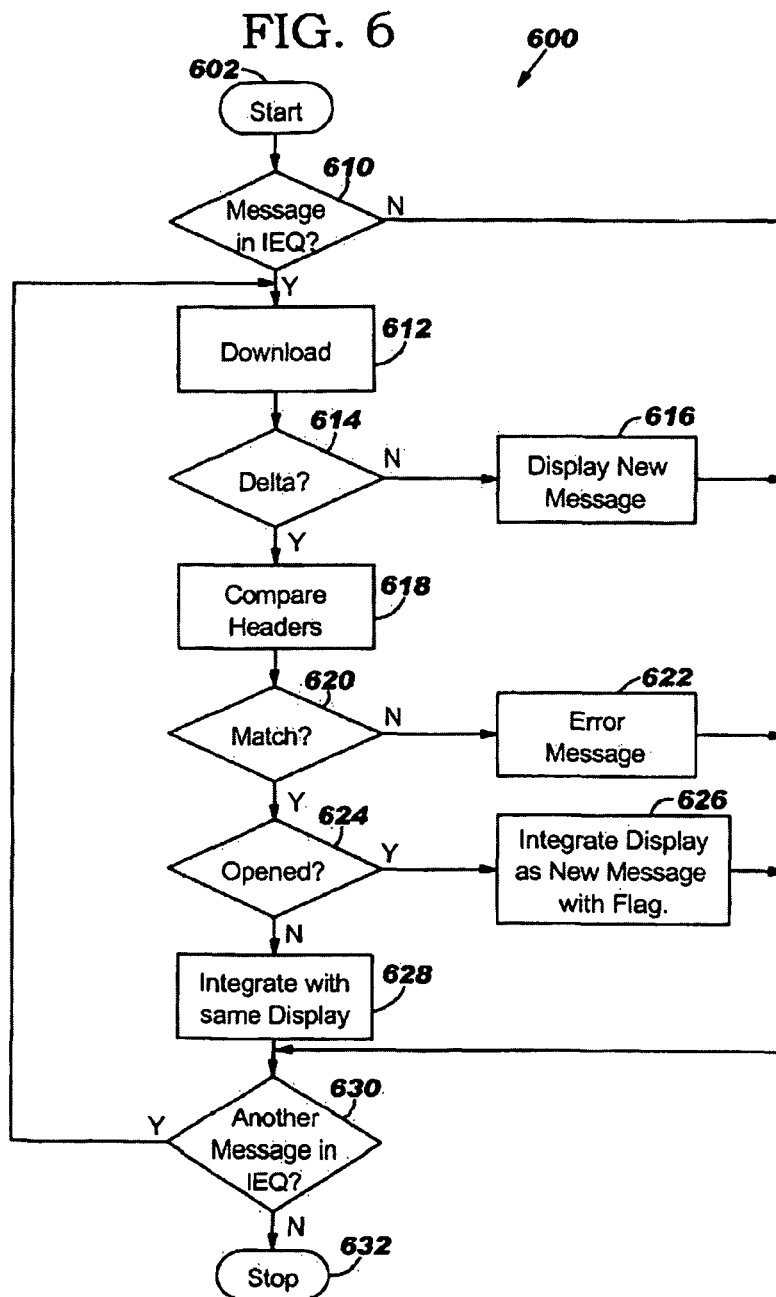 FIG. 6
600
602
Start
610
Message
in IEQ?
N
Y
Download
612
614
Delta?
N
616
Display New
Message
Y
Compare
Headers
618
620
Match?
N
622
Error
Message
Y
624
Opened?
Y
626
Integrate Display
as New Message
with Flag.
N
Integrate with
same Display
628
630
Another
Message in
IEQ?
Y
N
Stop
632